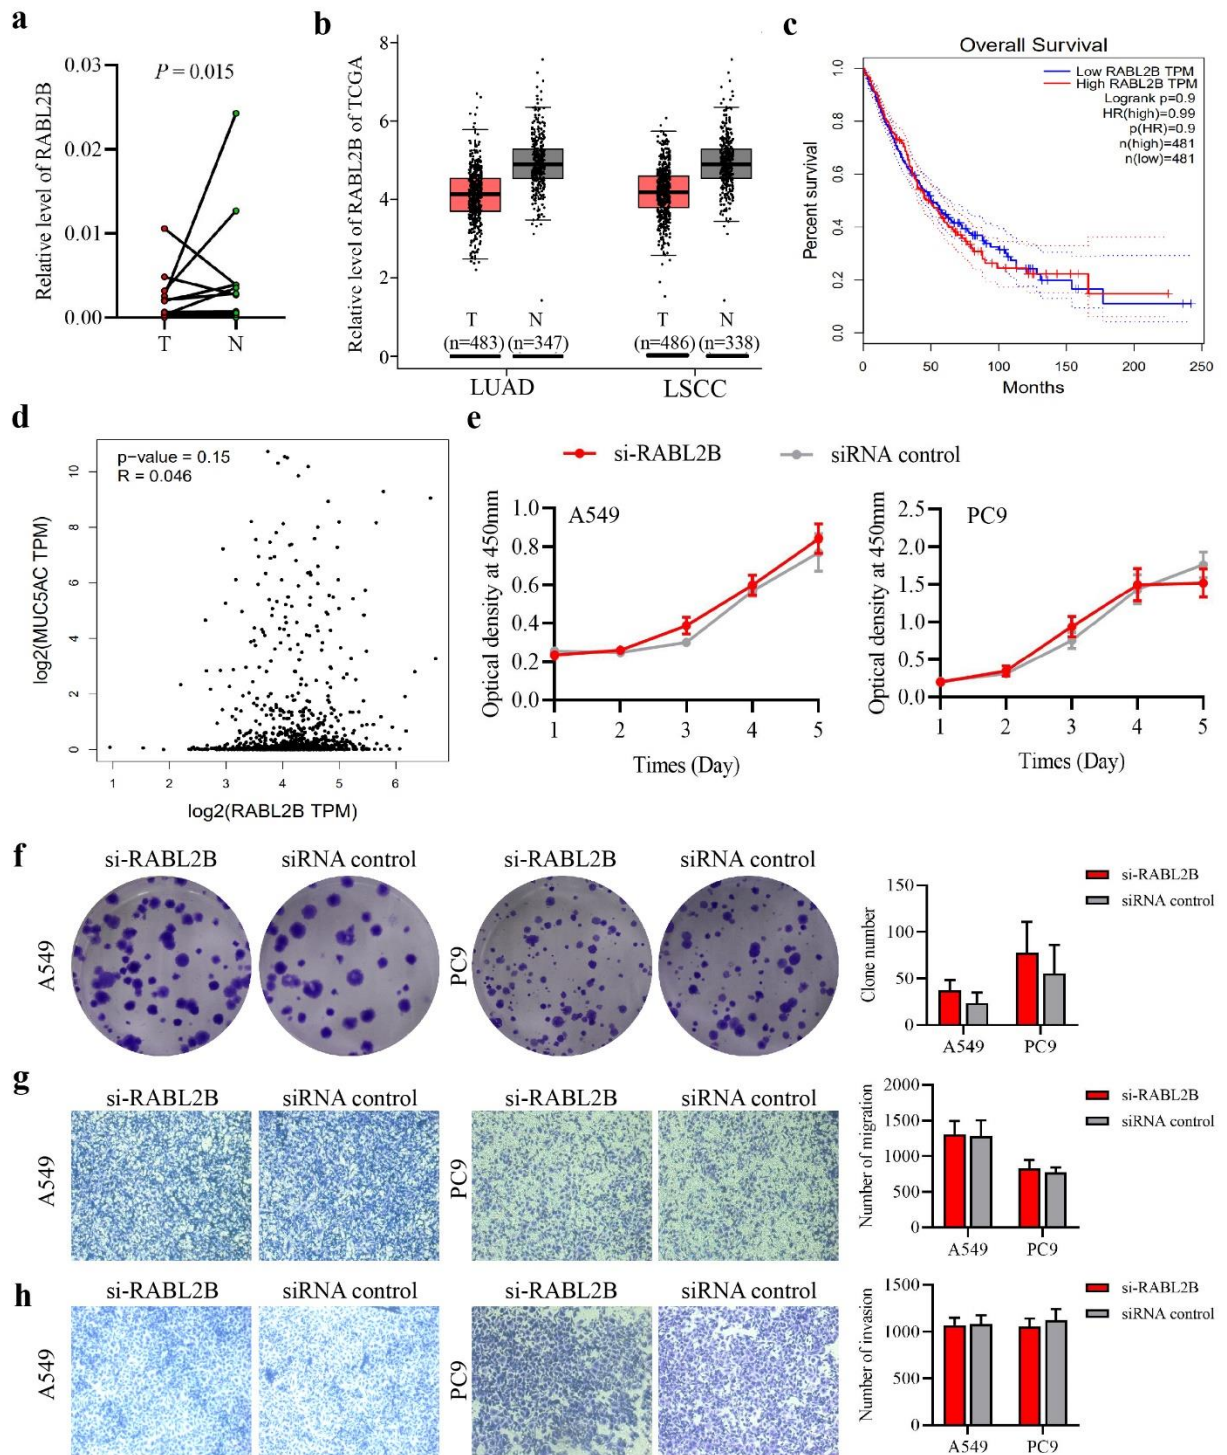 a
P = 0.015
Relative level of RABL2B
0.03
0.02
0.01
0.00
T N
b
Relative level of RABL2B of TCGA
8
6
4
2
0
T N T N
(n=483) (n=347) (n=486) (n=338)
LUAD LSCC
c
Overall Survival
Low RABL2B TPM
High RABL2B TPM
Logrank p=0.9
HR(high)=0.99
p(HR)=0.9
n(high)=481
n(low)=481
Percent survival
1.0
0.8
0.6
0.4
0.2
0.0
0 50 100 150 200 250
Months
d
p-value = 0.15
R = 0.046
log2(MUC5AC TPM)
10
8
6
4
2
0
1 2 3 4 5 6
log2(RABL2B TPM)
e
si-RABL2B siRNA control
A549
Optical density at 450mm
1.0
0.8
0.6
0.4
0.2
0.0
1 2 3 4 5
Times (Day)
PC9
Optical density at 450mm
2.5
2.0
1.5
1.0
0.5
0.0
1 2 3 4 5
Times (Day)
f
si-RABL2B siRNA control si-RABL2B siRNA control
A549
PC9
Clone number
150
100
50
0
A549 PC9
si-RABL2B
siRNA control
g
si-RABL2B siRNA control si-RABL2B siRNA control
A549
PC9
Number of migration
2000
1500
1000
500
0
A549 PC9
si-RABL2B
siRNA control
h
si-RABL2B siRNA control si-RABL2B siRNA control
A549
PC9
Number of invasion
1500
1000
500
0
A549 PC9
si-RABL2B
siRNA control